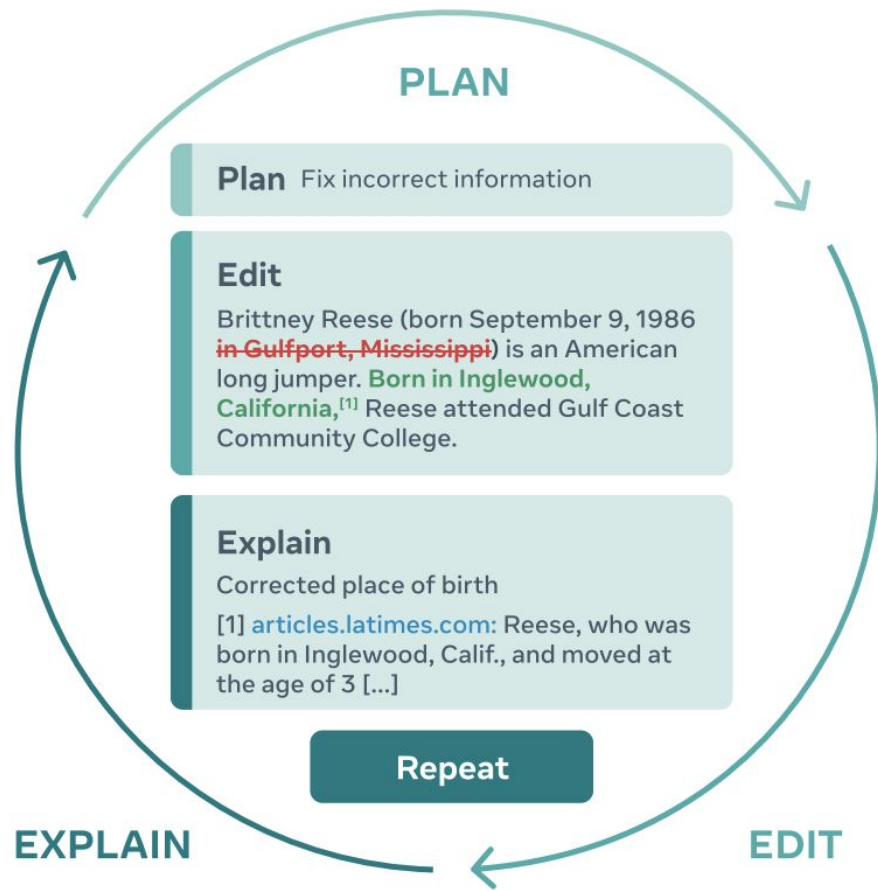 PLAN
Plan Fix incorrect information
Edit
Brittney Reese (born September 9, 1986
in Gulfport, Mississippi) is an American
long jumper. Born in Inglewood,
California,[1] Reese attended Gulf Coast
Community College.
Explain
Corrected place of birth
[1] articles.latimes.com: Reese, who was
born in Inglewood, Calif., and moved at
the age of 3 [...]
Repeat
EXPLAIN
EDIT